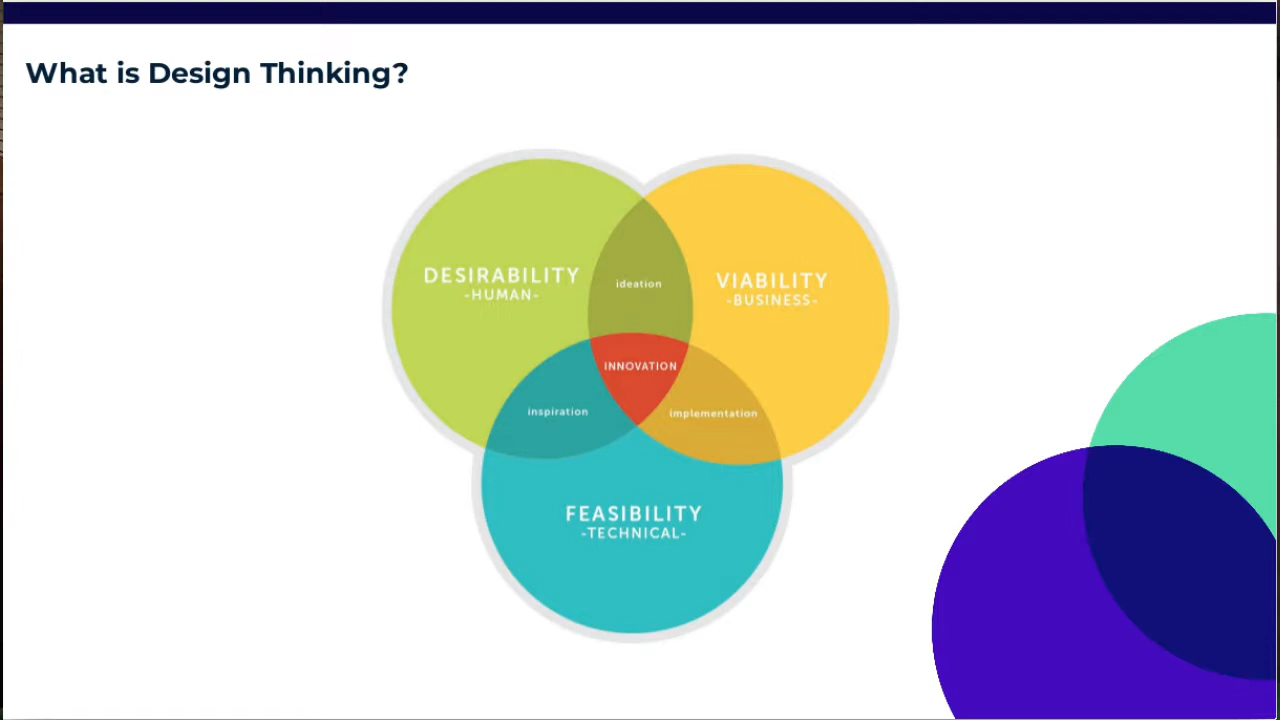 What is Design Thinking?
DESIRABILITY
-HUMAN-
ideation
VIABILITY
-BUSINESS-
INNOVATION
inspiration
implementation
FEASIBILITY
-TECHNICAL-